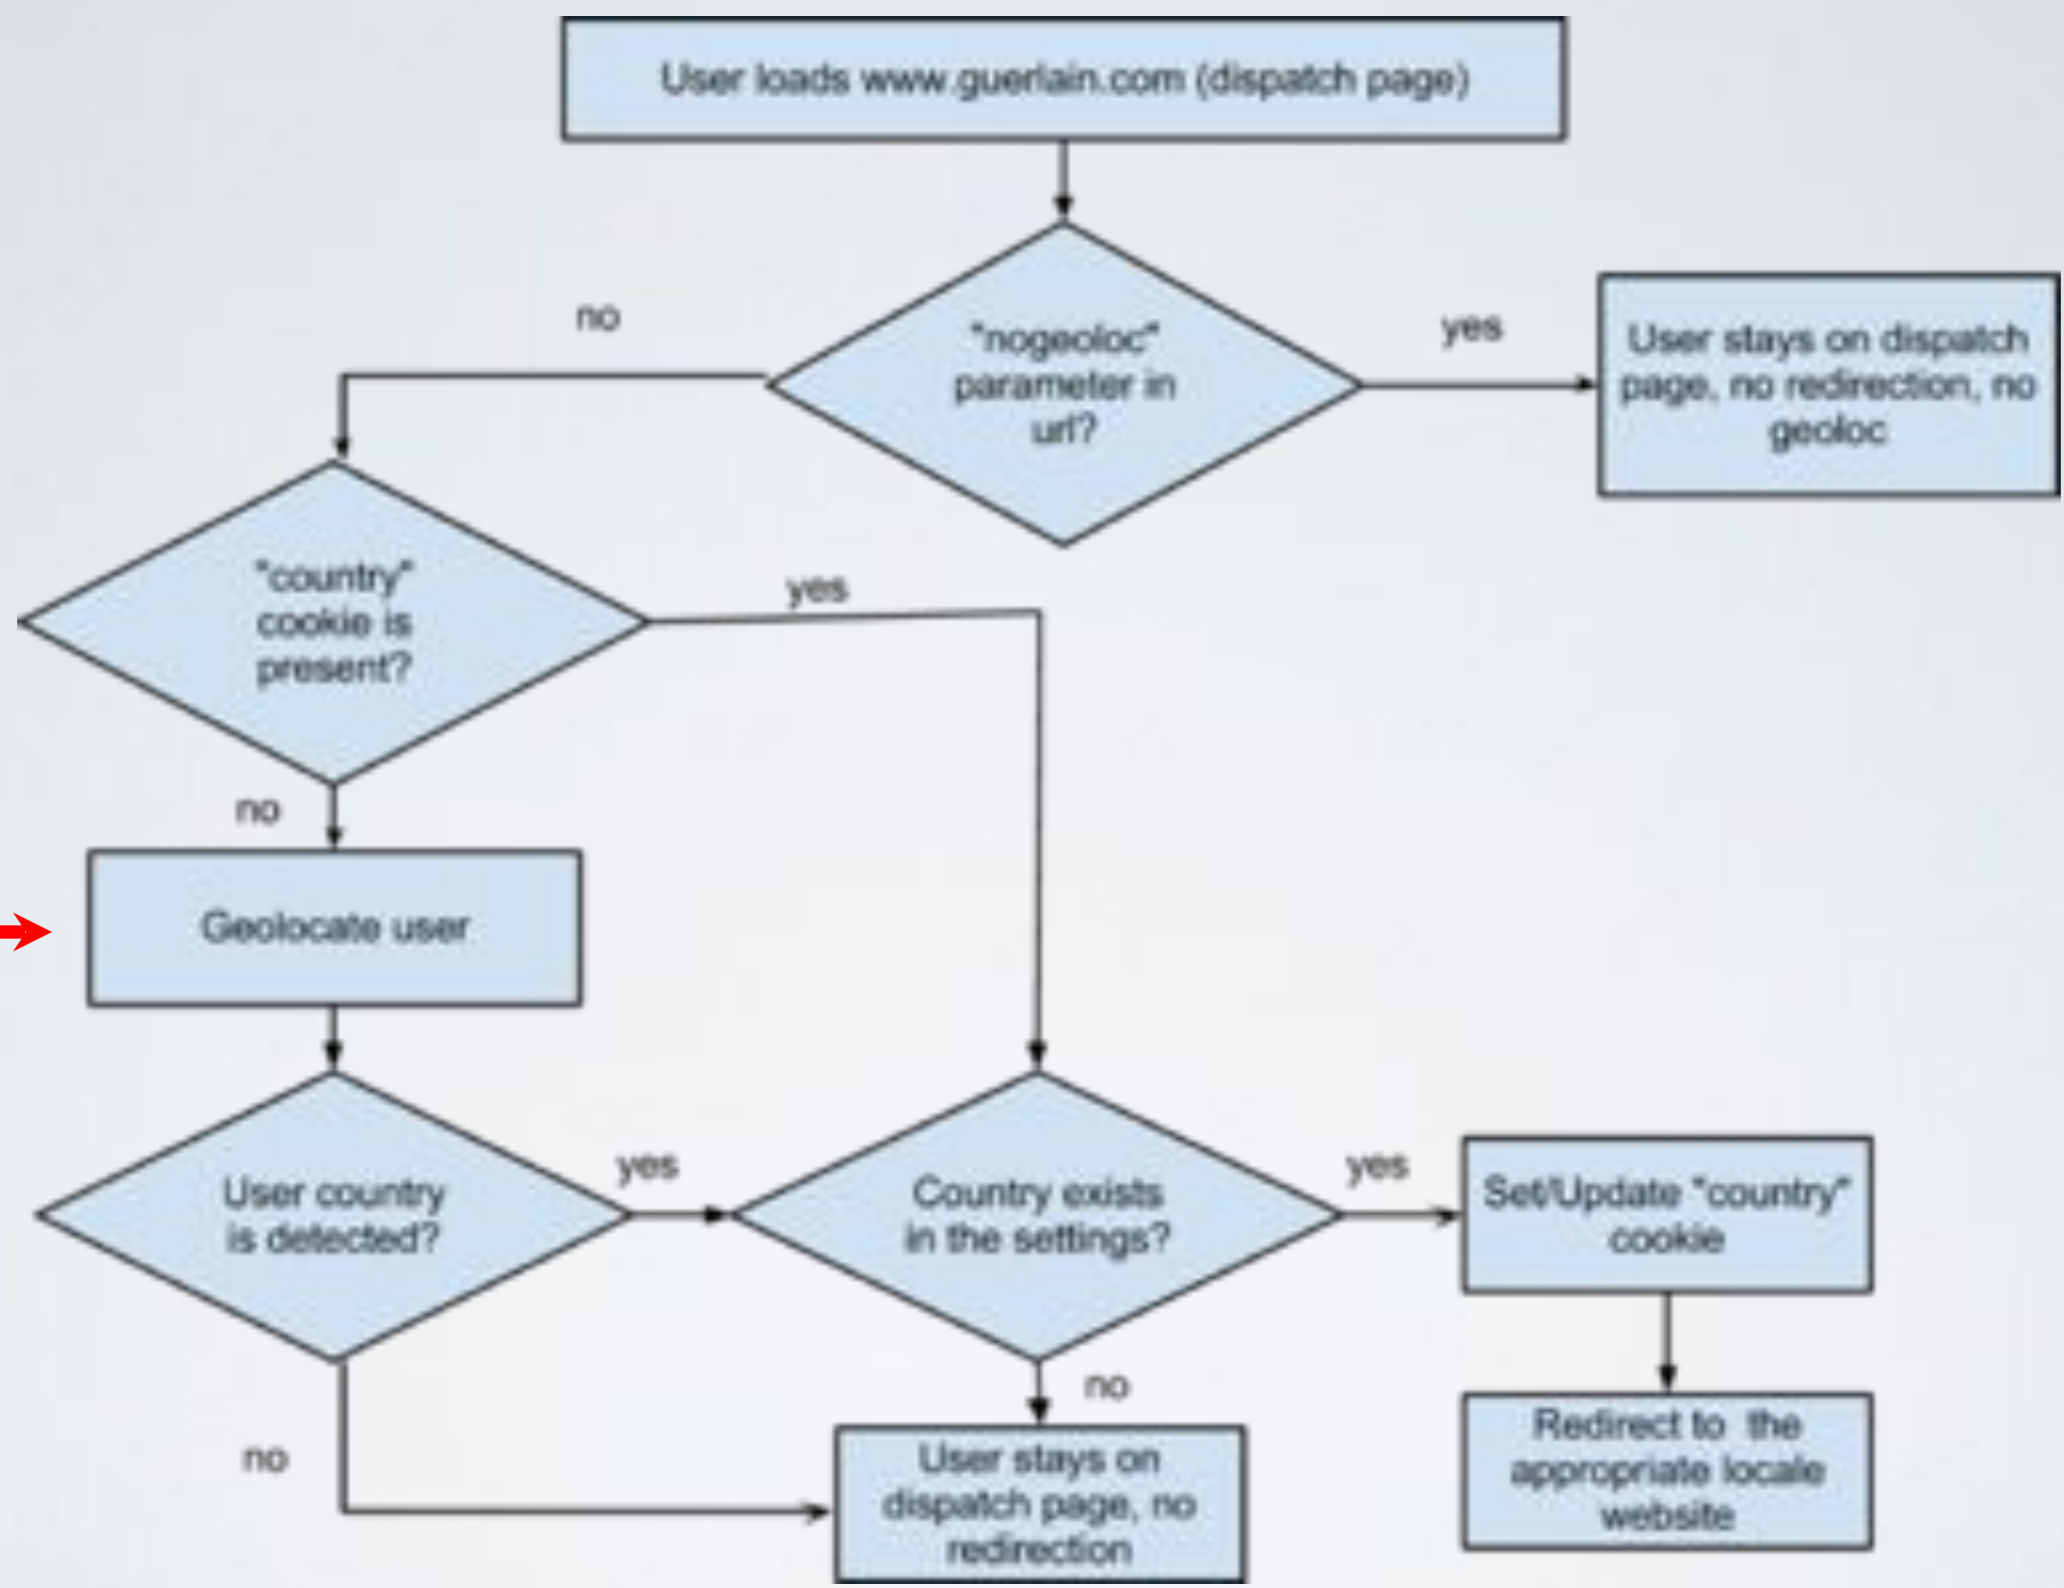 User loads www.guerlain.com (dispatch page)
no
"nogeoloc"
parameter in
url?
yes
User stays on dispatch
page, no redirection, no
geoloc
"country"
cookie is
present?
yes
no
Geolocate user
User country
is detected?
yes
Country exists
in the settings?
yes
Set/Update "country"
cookie
no
no
User stays on
dispatch page, no
redirection
Redirect to the
appropriate locale
website